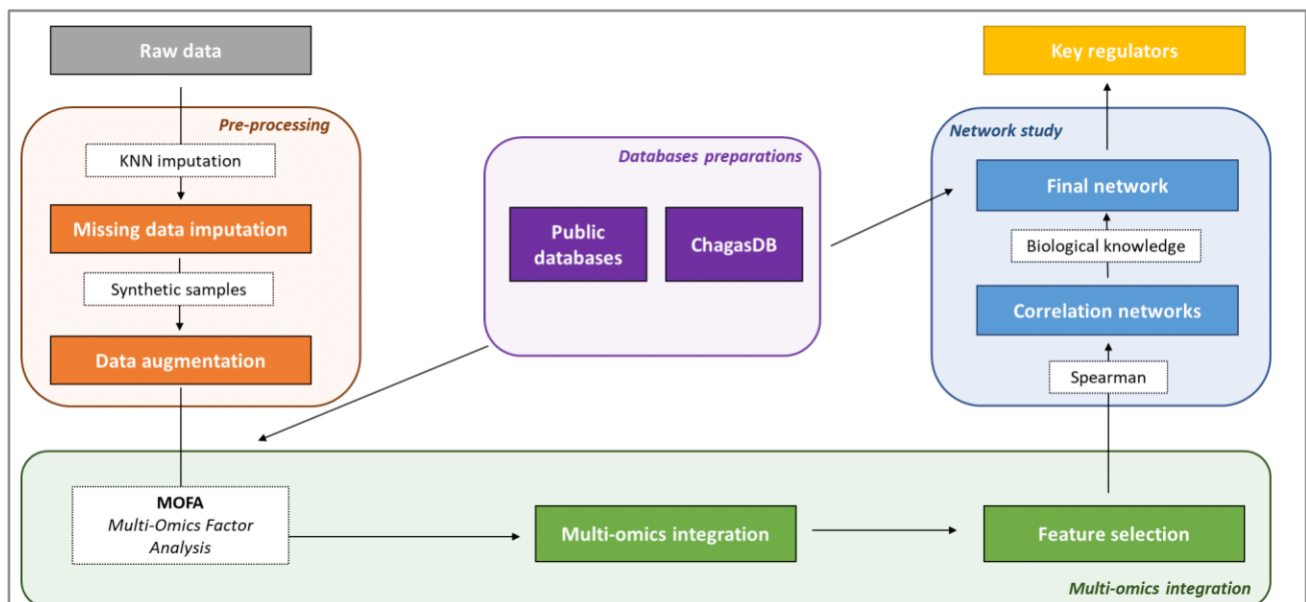 Raw data
Pre-processing
KNN imputation
Missing data imputation
Synthetic samples
Data augmentation
Databases preparations
Public
databases
ChagasDB
Key regulators
Network study
Final network
Biological knowledge
Correlation networks
Spearman
MOFA
Multi-Omics Factor
Analysis
Multi-omics integration
Feature selection
Multi-omics integration